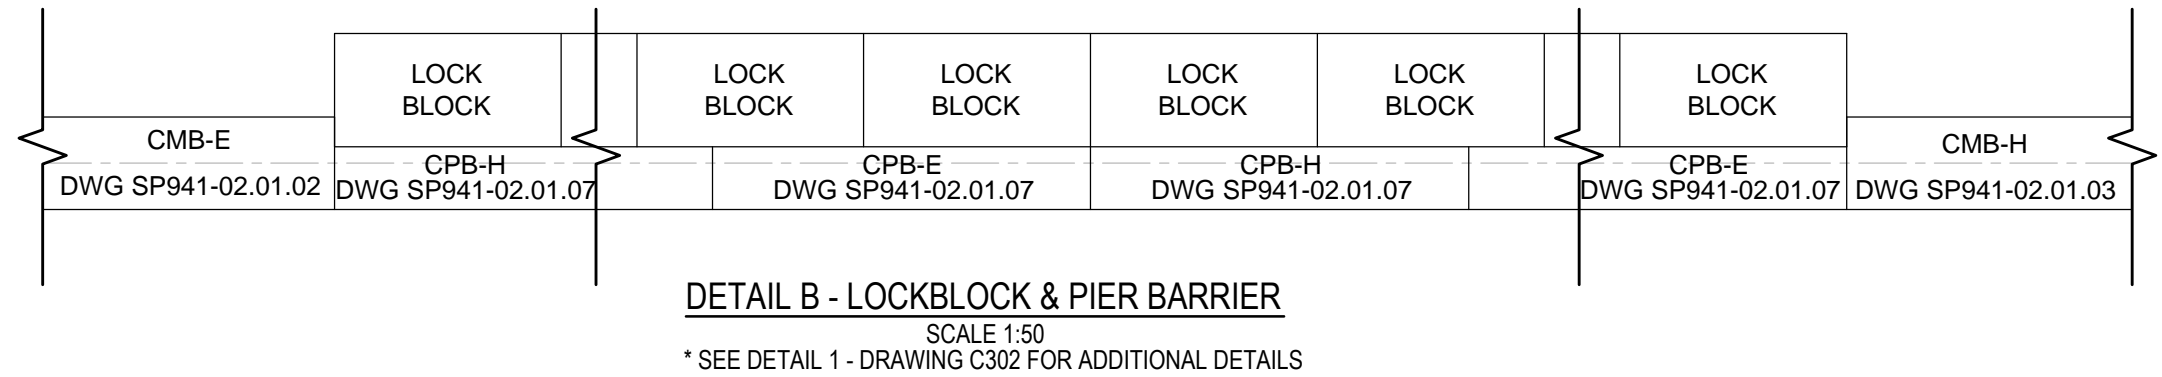 LOCK
BLOCK
LOCK
BLOCK
LOCK
BLOCK
LOCK
BLOCK
LOCK
BLOCK
LOCK
BLOCK
CMB-E
DWG SP941-02.01.02
CPB-H
DWG SP941-02.01.07
CPB-E
DWG SP941-02.01.07
CPB-H
DWG SP941-02.01.07
CPB-E
DWG SP941-02.01.07
CMB-H
DWG SP941-02.01.03
DETAIL B - LOCKBLOCK & PIER BARRIER
SCALE 1:50
* SEE DETAIL 1 - DRAWING C302 FOR ADDITIONAL DETAILS